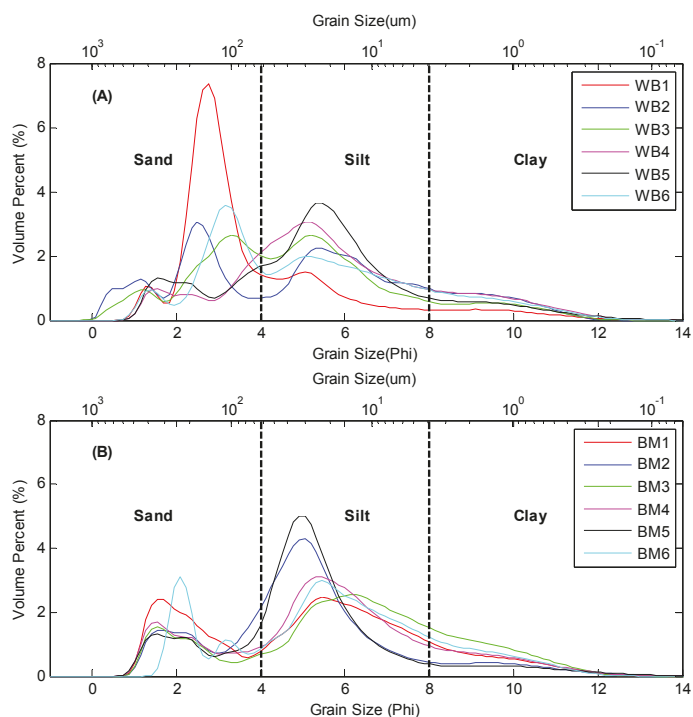 Grain Size(um)
10³ 10² 10¹ 10⁰ 10⁻¹
8
6
4
2
0
Volume Percent (%)
(A)
Sand Silt Clay
WB1
WB2
WB3
WB4
WB5
WB6
0 2 4 6 8 10 12 14
Grain Size(Phi)
Grain Size(um)
10³ 10² 10¹ 10⁰ 10⁻¹
8
6
4
2
0
Volume Percent (%)
(B)
Sand Silt Clay
BM1
BM2
BM3
BM4
BM5
BM6
0 2 4 6 8 10 12 14
Grain Size (Phi)